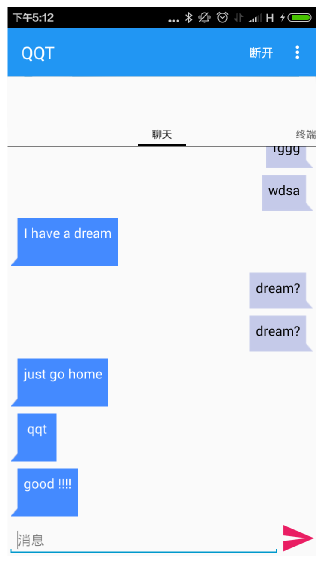 下午5:12 ... H
QQT 断开
聊天 终端
fggg
wdsa
I have a dream
dream?
dream?
just go home
qqt
good !!!!
消息